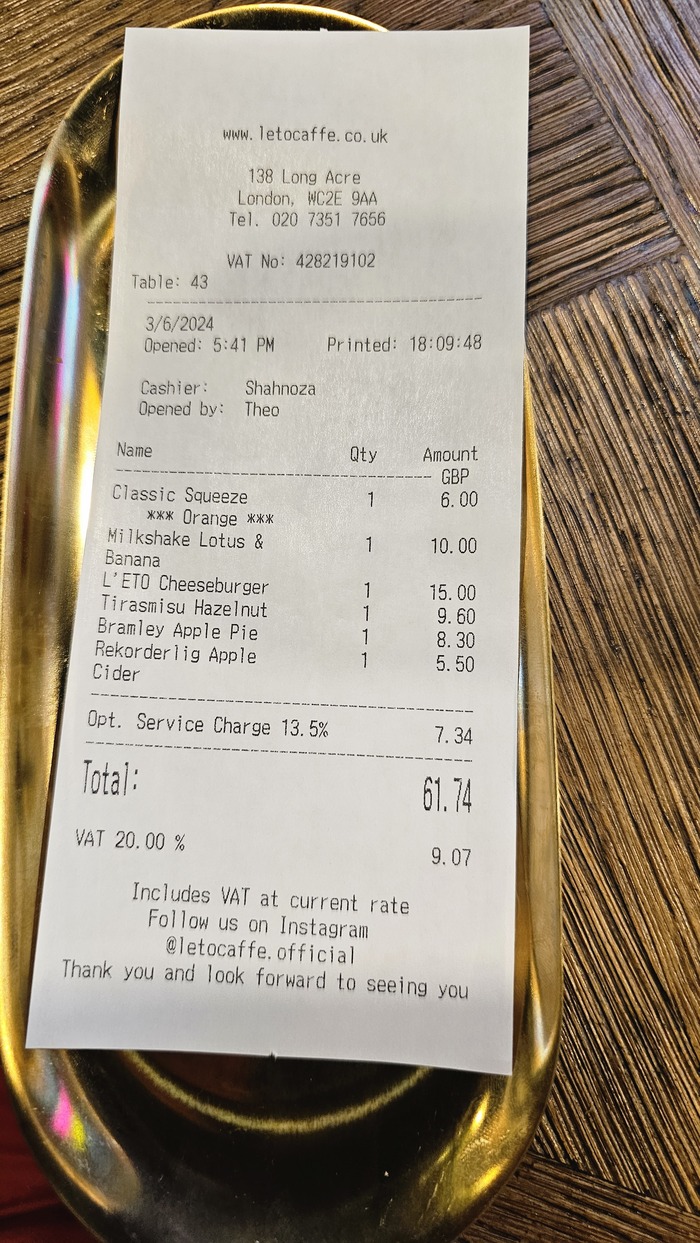 www.letocaffe.co.uk
138 Long Acre
London, WC2E 9AA
Tel. 020 7351 7656
VAT No: 428219102
Table: 43
3/6/2024
Opened: 5:41 PM Printed: 18:09:48
Cashier: Shahnoza
Opened by: Theo
Name Qty Amount
GBP
Classic Squeeze 1 6.00
*** Orange ***
Milkshake Lotus & 1 10.00
Banana
L'ETO Cheeseburger 1 15.00
Tirasmisu Hazelnut 1 9.60
Bramley Apple Pie 1 8.30
Rekorderlig Apple 1 5.50
Cider
Opt. Service Charge 13.5% 7.34
Total: 61.74
VAT 20.00 % 9.07
Includes VAT at current rate
Follow us on Instagram
@letocaffe.official
Thank you and look forward to seeing you